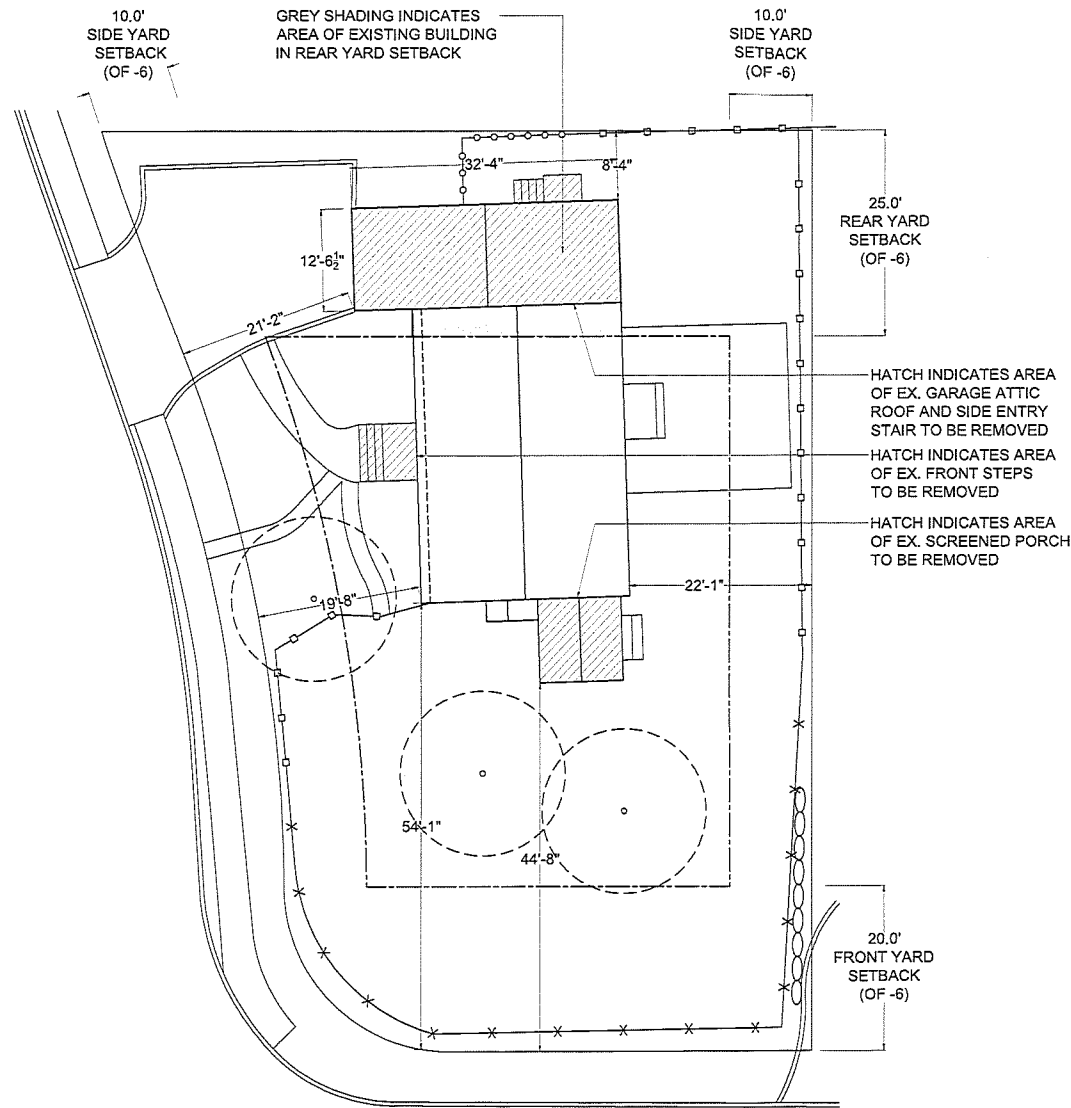 10.0'
SIDE YARD
SETBACK
(OF -6)
GREY SHADING INDICATES
AREA OF EXISTING BUILDING
IN REAR YARD SETBACK
10.0'
SIDE YARD
SETBACK
(OF -6)
32'-4"
8'-4"
25.0'
REAR YARD
SETBACK
(OF -6)
12'-6½"
21'-2"
HATCH INDICATES AREA
OF EX. GARAGE ATTIC
ROOF AND SIDE ENTRY
STAIR TO BE REMOVED
HATCH INDICATES AREA
OF EX. FRONT STEPS
TO BE REMOVED
HATCH INDICATES AREA
OF EX. SCREENED PORCH
TO BE REMOVED
22'-1"
19'-8"
54'-1"
44'-8"
20.0'
FRONT YARD
SETBACK
(OF -6)